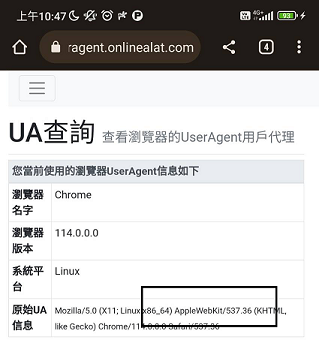 上午10:47
4G+
93
ragent.onlinealat.com
4
UA查詢 查看瀏覽器的UserAgent用戶代理
您當前使用的瀏覽器UserAgent信息如下
瀏覽器名字 Chrome
瀏覽器版本 114.0.0.0
系統平台 Linux
原始UA信息 Mozilla/5.0 (X11; Linux x86_64) AppleWebKit/537.36 (KHTML,
like Gecko) Chrome/114.0.0.0 Safari/537.36